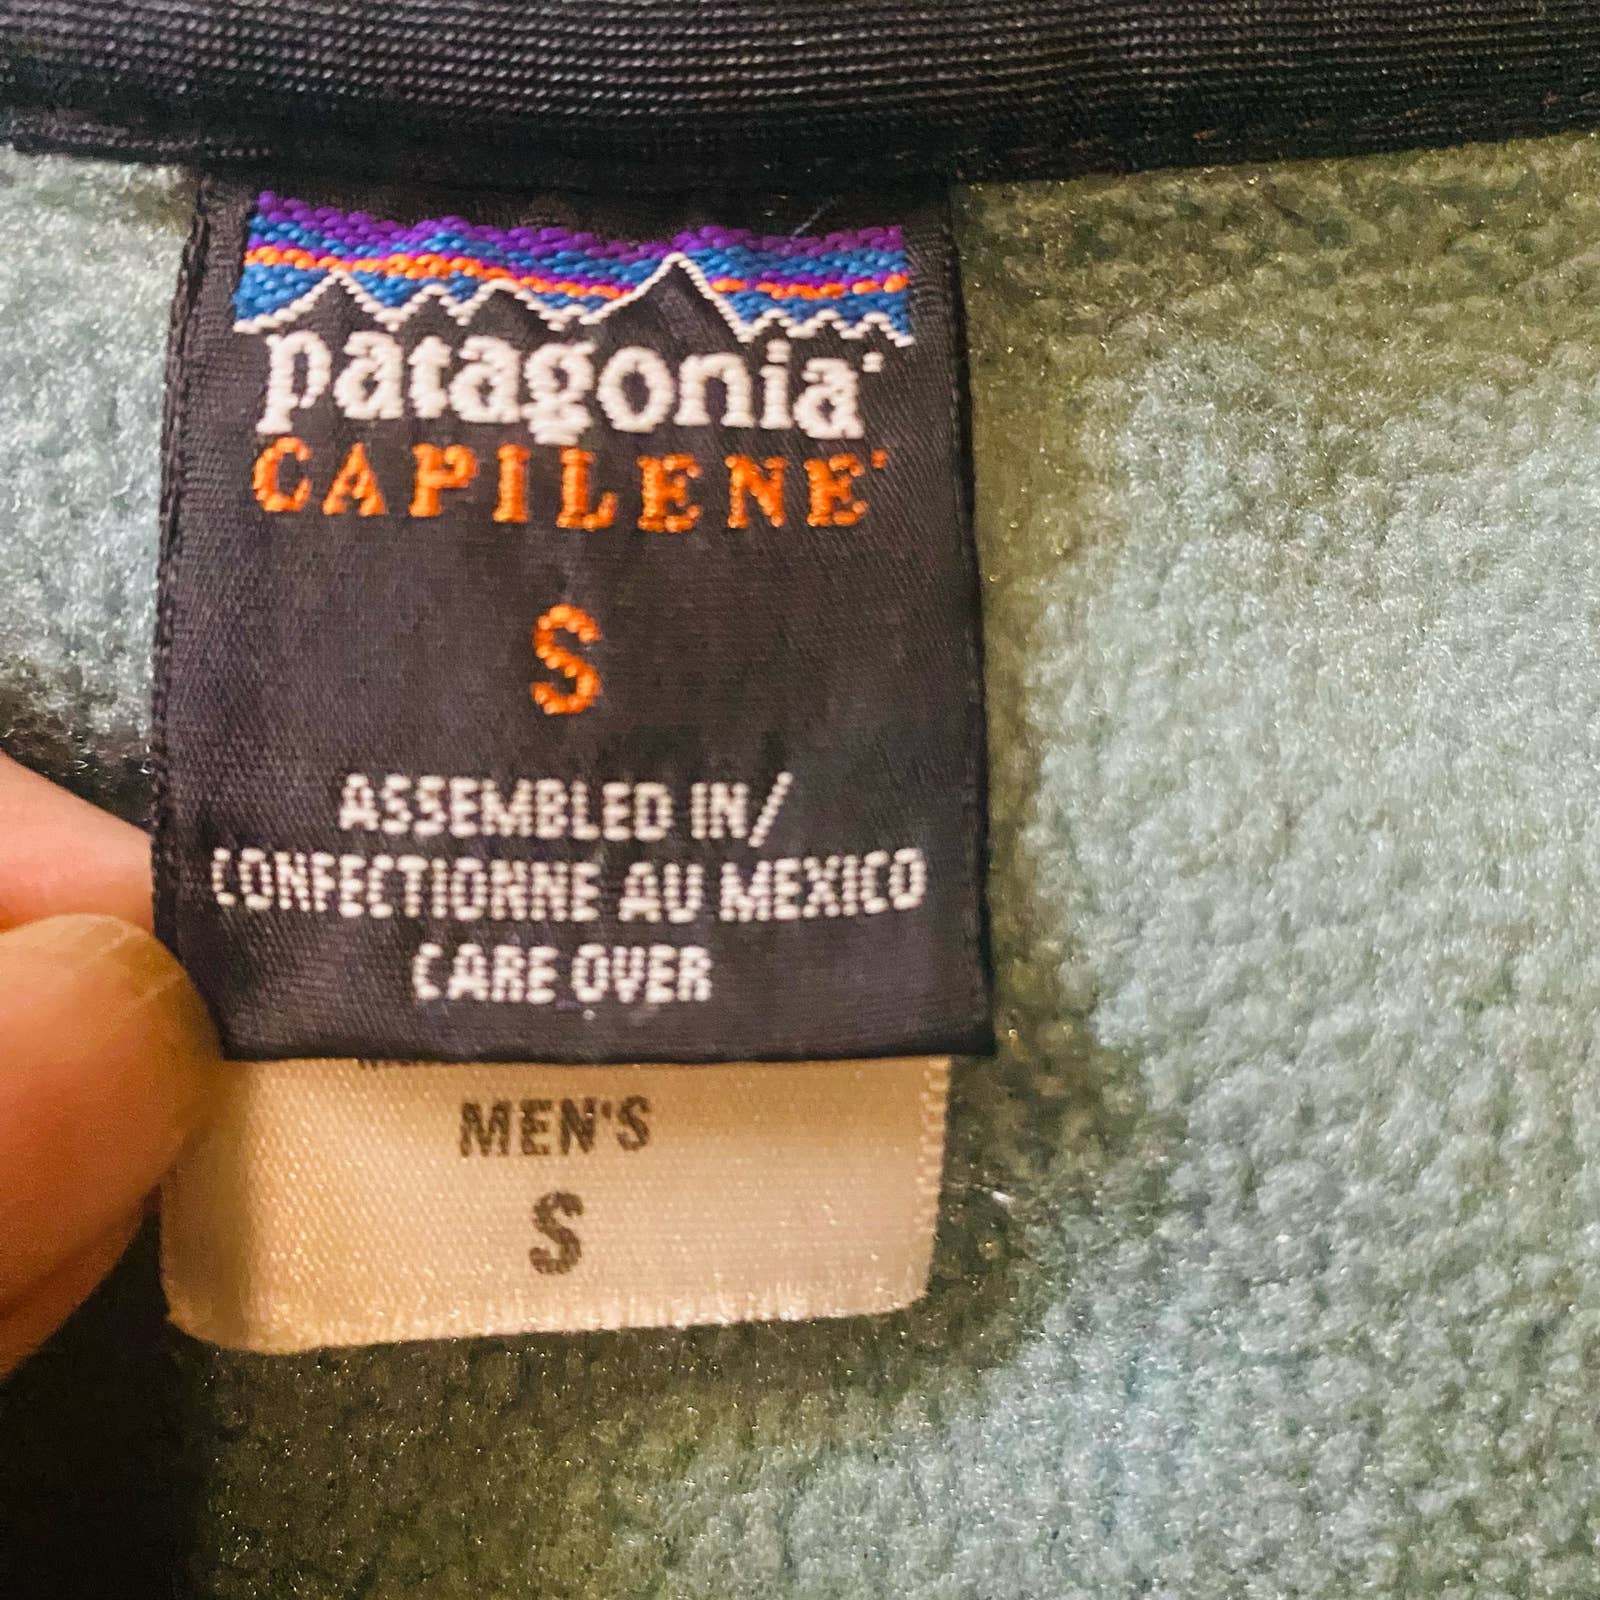 patagonia®
CAPILENE®
S
ASSEMBLED IN/
CONFECTIONNE AU MEXICO
CARE OVER
MEN'S
S